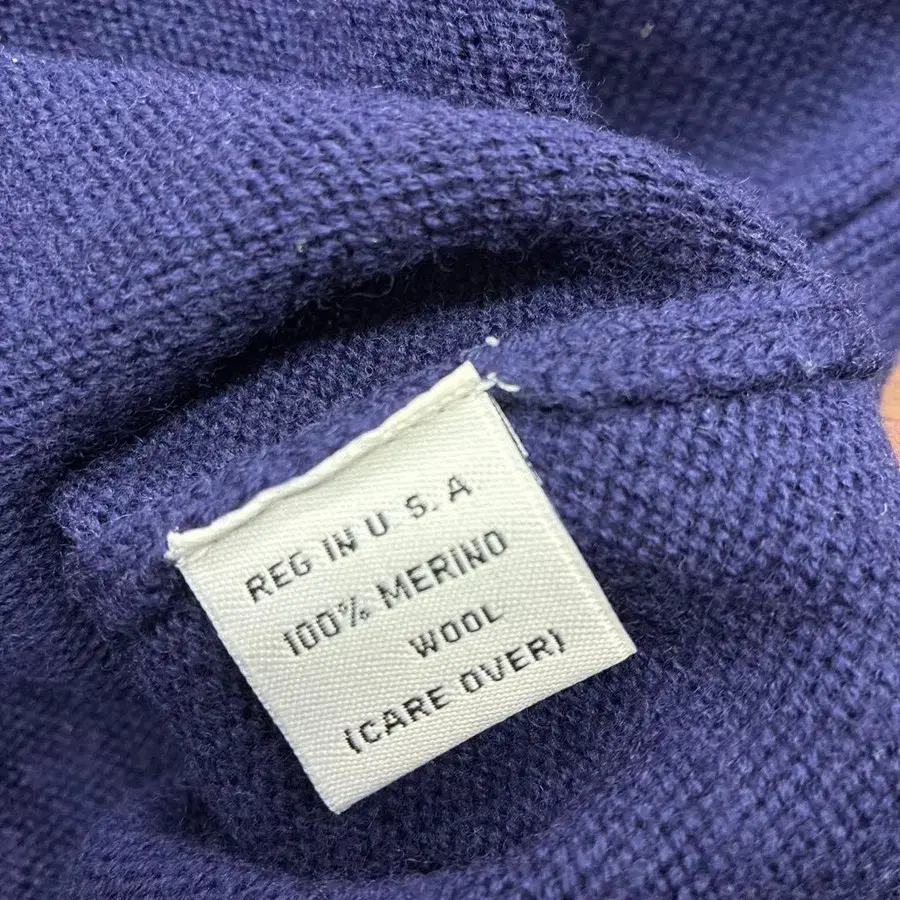 REG IN U.S.A.
100% MERINO
WOOL
(CARE OVER)